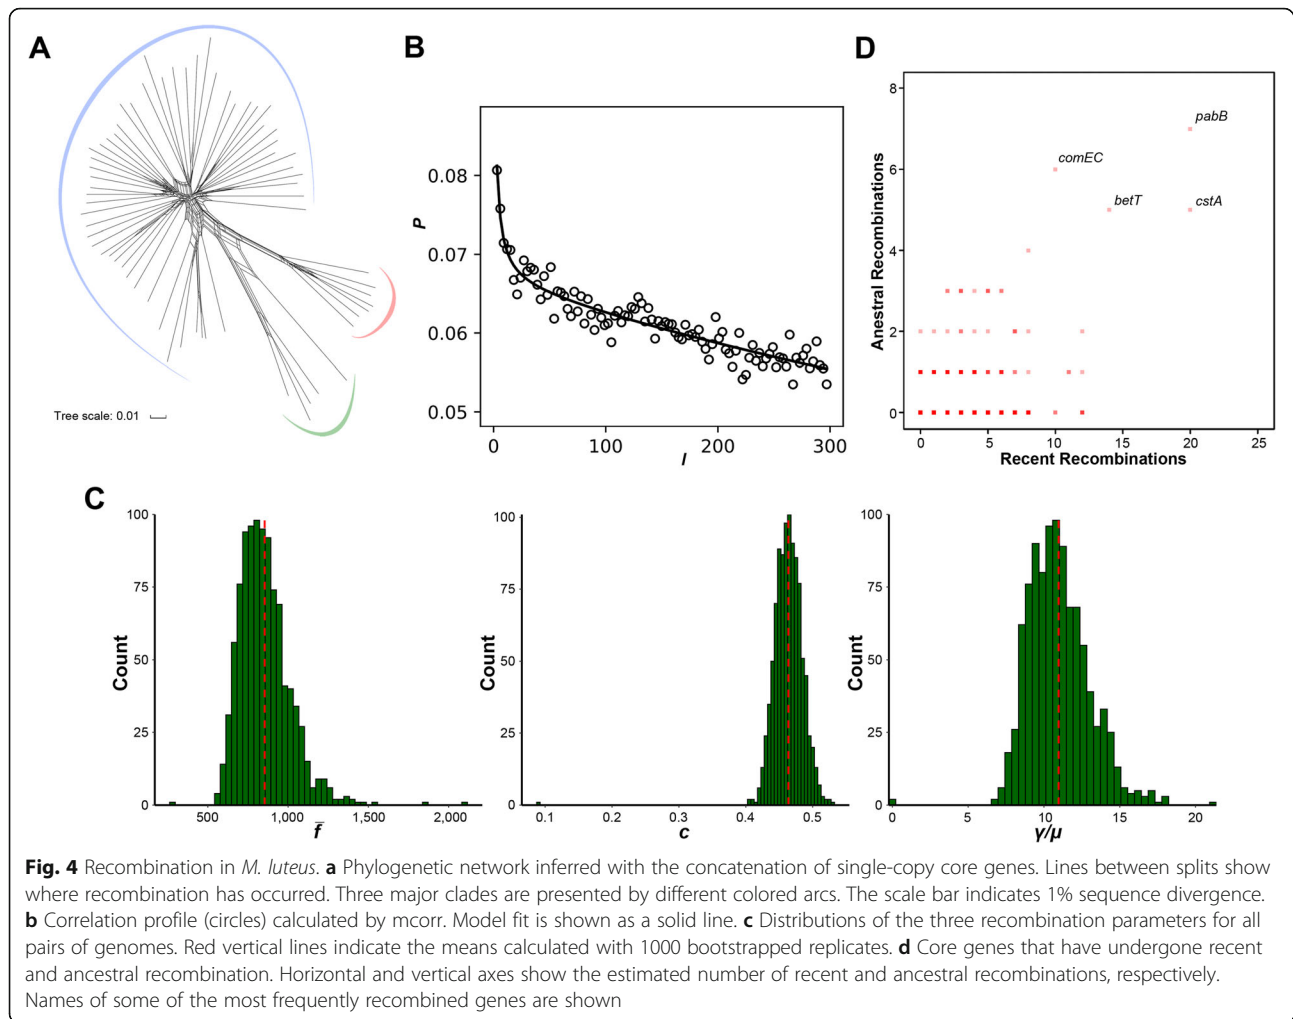 A
Tree scale: 0.01
B
P
0.08
0.07
0.06
0.05
0
100
200
300
l
D
Anestral Recombinations
8
6
4
2
0
pabB
comEC
betT
cstA
0
5
10
15
20
25
Recent Recombinations
C
Count
100
75
50
25
0
500
1,000
1,500
2,000
f̄
Count
100
75
50
25
0
0.1
0.2
0.3
0.4
0.5
c
Count
100
75
50
25
0
0
5
10
15
20
γ/μ
Fig. 4 Recombination in M. luteus. a Phylogenetic network inferred with the concatenation of single-copy core genes. Lines between splits show
where recombination has occurred. Three major clades are presented by different colored arcs. The scale bar indicates 1% sequence divergence.
b Correlation profile (circles) calculated by mcorr. Model fit is shown as a solid line. c Distributions of the three recombination parameters for all
pairs of genomes. Red vertical lines indicate the means calculated with 1000 bootstrapped replicates. d Core genes that have undergone recent
and ancestral recombination. Horizontal and vertical axes show the estimated number of recent and ancestral recombinations, respectively.
Names of some of the most frequently recombined genes are shown